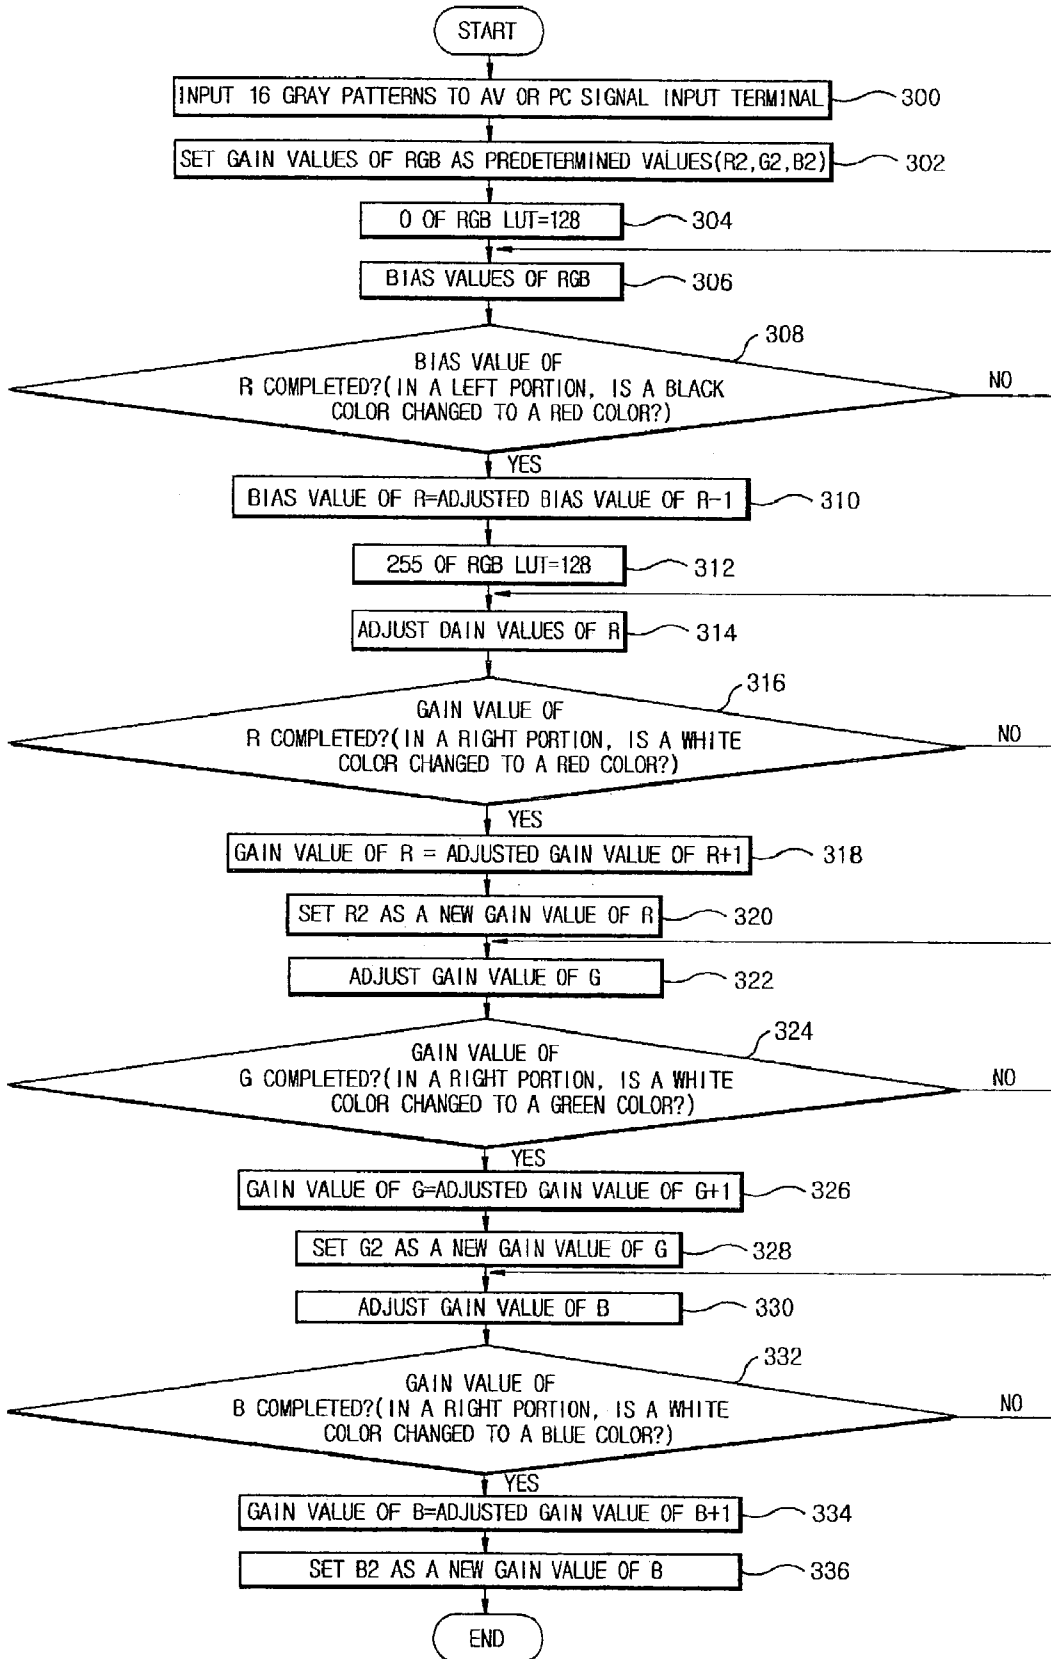 START
INPUT 16 GRAY PATTERNS TO AV OR PC SIGNAL INPUT TERMINAL
300
SET GAIN VALUES OF RGB AS PREDETERMINED VALUES(R2,G2,B2)
302
0 OF RGB LUT=128
304
BIAS VALUES OF RGB
306
308
BIAS VALUE OF
R COMPLETED?(IN A LEFT PORTION, IS A BLACK
COLOR CHANGED TO A RED COLOR?)
NO
YES
BIAS VALUE OF R=ADJUSTED BIAS VALUE OF R-1
310
255 OF RGB LUT=128
312
ADJUST DAIN VALUES OF R
314
316
GAIN VALUE OF
R COMPLETED?(IN A RIGHT PORTION, IS A WHITE
COLOR CHANGED TO A RED COLOR?)
NO
YES
GAIN VALUE OF R = ADJUSTED GAIN VALUE OF R+1
318
SET R2 AS A NEW GAIN VALUE OF R
320
ADJUST GAIN VALUE OF G
322
324
GAIN VALUE OF
G COMPLETED?(IN A RIGHT PORTION, IS A WHITE
COLOR CHANGED TO A GREEN COLOR?)
NO
YES
GAIN VALUE OF G=ADJUSTED GAIN VALUE OF G+1
326
SET G2 AS A NEW GAIN VALUE OF G
328
ADJUST GAIN VALUE OF B
330
332
GAIN VALUE OF
B COMPLETED?(IN A RIGHT PORTION, IS A WHITE
COLOR CHANGED TO A BLUE COLOR?)
NO
YES
GAIN VALUE OF B=ADJUSTED GAIN VALUE OF B+1
334
SET B2 AS A NEW GAIN VALUE OF B
336
END